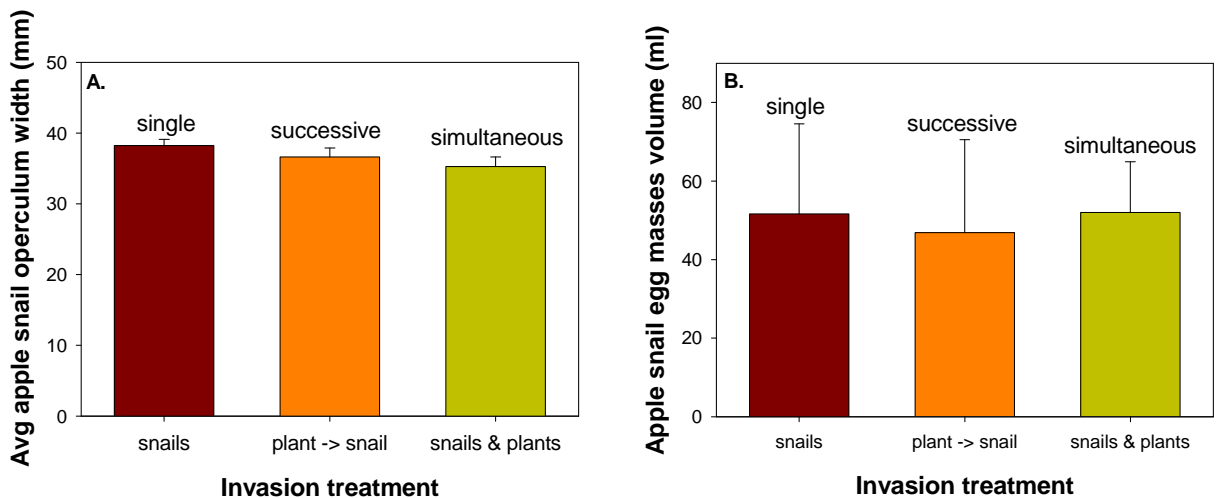 Avg apple snail operculum width (mm)
50
40
30
20
10
0
A.
single
successive
simultaneous
snails
plant -> snail
snails & plants
Invasion treatment
Apple snail egg masses volume (ml)
80
60
40
20
0
B.
single
successive
simultaneous
snails
plant -> snail
snails & plants
Invasion treatment